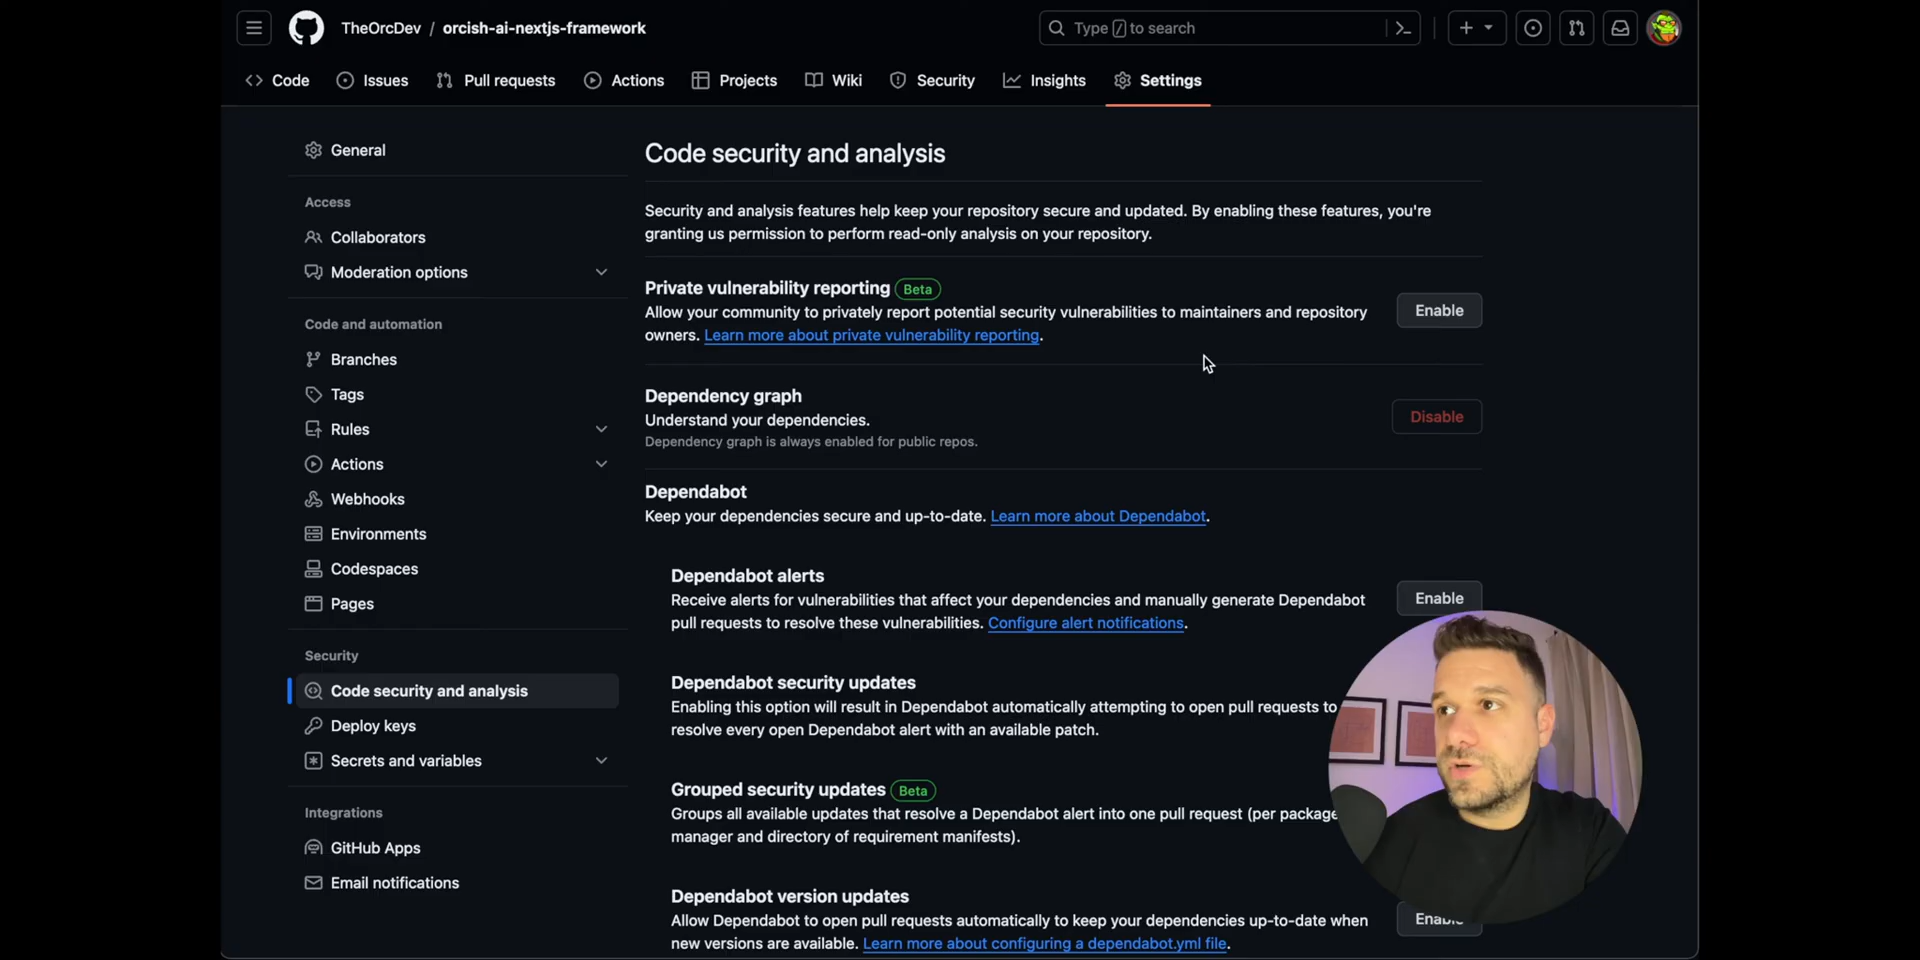 TheOrcDev / orcish-ai-nextjs-framework
Type / to search
Code
Issues
Pull requests
Actions
Projects
Wiki
Security
Insights
Settings
General
Access
Collaborators
Moderation options
Code and automation
Branches
Tags
Rules
Actions
Webhooks
Environments
Codespaces
Pages
Security
Code security and analysis
Deploy keys
Secrets and variables
Integrations
GitHub Apps
Email notifications
Code security and analysis
Security and analysis features help keep your repository secure and updated. By enabling these features, you're
granting us permission to perform read-only analysis on your repository.
Private vulnerability reporting Beta
Allow your community to privately report potential security vulnerabilities to maintainers and repository
owners. Learn more about private vulnerability reporting.
Enable
Dependency graph
Understand your dependencies.
Dependency graph is always enabled for public repos.
Disable
Dependabot
Keep your dependencies secure and up-to-date. Learn more about Dependabot.
Dependabot alerts
Receive alerts for vulnerabilities that affect your dependencies and manually generate Dependabot
pull requests to resolve these vulnerabilities. Configure alert notifications.
Enable
Dependabot security updates
Enabling this option will result in Dependabot automatically attempting to open pull requests to
resolve every open Dependabot alert with an available patch.
Grouped security updates Beta
Groups all available updates that resolve a Dependabot alert into one pull request (per package
manager and directory of requirement manifests).
Dependabot version updates
Allow Dependabot to open pull requests automatically to keep your dependencies up-to-date when
new versions are available. Learn more about configuring a dependabot.yml file.
Enable